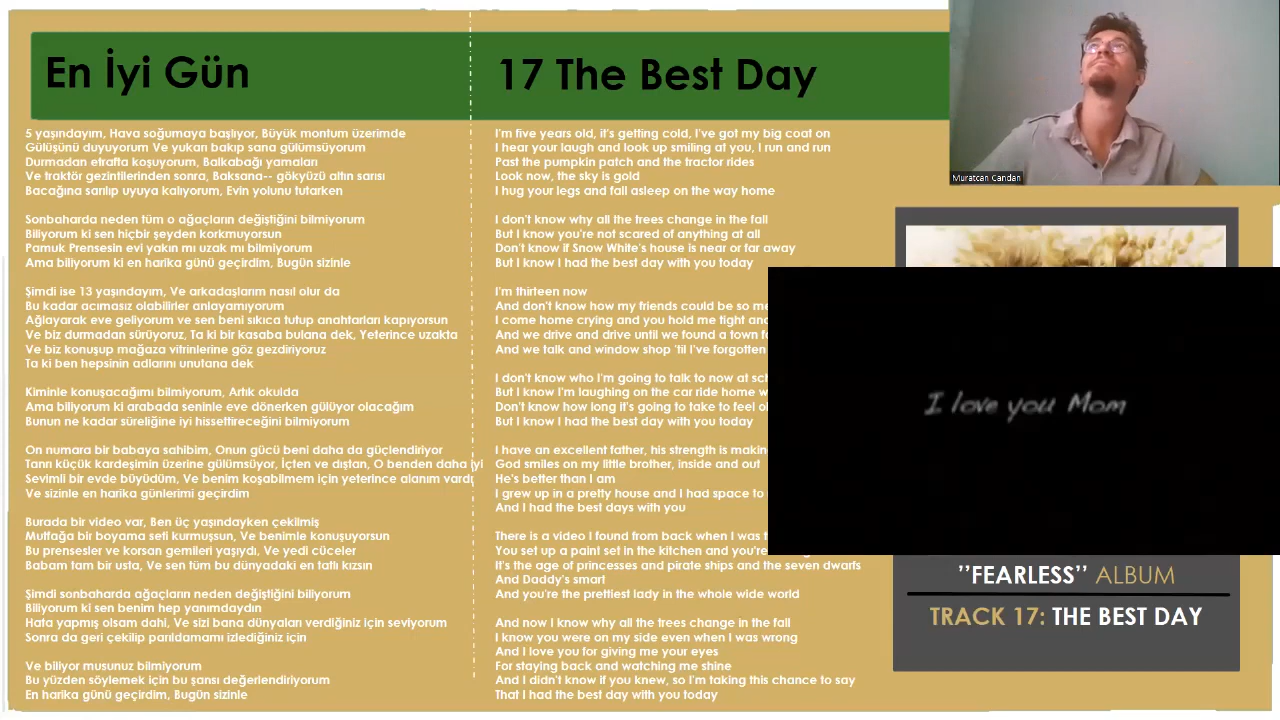 En İyi Gün
5 yaşındayım, Hava soğumaya başlıyor, Büyük montum üzerimde
Gülüşünü duyuyorum Ve yukarı bakıp sana gülümsüyorum
Durmadan etrafta koşuyorum, Balkabağı yamaları
Ve traktör gezintilerinden sonra, Baksana-- gökyüzü altın sarısı
Bacağına sarılıp uyuya kalıyorum, Evin yolunu tutarken
Sonbaharda neden tüm o ağaçların değiştiğini bilmiyorum
Biliyorum ki sen hiçbir şeyden korkmuyorsun
Pamuk Prensesin evi yakın mı uzak mı bilmiyorum
Ama biliyorum ki en harika günü geçirdim, Bugün sizinle
Şimdi ise 13 yaşındayım, Ve arkadaşlarım nasıl olur da
Bu kadar acımasız olabilirler anlayamıyorum
Ağlayarak eve geliyorum ve sen beni sıkıca tutup anahtarları kapıyorsun
Ve biz durmadan sürüyoruz, Ta ki bir kasaba bulana dek, Yeterince uzakta
Ve biz konuşup mağaza vitrinlerine göz gezdiriyoruz
Ta ki ben hepsinin adlarını unutana dek
Kiminle konuşacağımı bilmiyorum, Artık okulda
Ama biliyorum ki arabada seninle eve dönerken gülüyor olacağım
Bunun ne kadar süreliğine iyi hissettireceğini bilmiyorum
On numara bir babaya sahibim, Onun gücü beni daha da güçlendiriyor
Tanrı küçük kardeşimin üzerine gülümsüyor, İçten ve dıştan, O benden daha iyi
Sevimli bir evde büyüdüm, Ve benim koşabilmem için yeterince alanım vardı
Ve sizinle en harika günlerimi geçirdim
Burada bir video var, Ben üç yaşındayken çekilmiş
Mutfağa bir boyama seti kurmuşsun, Ve benimle konuşuyorsun
Bu prensesler ve korsan gemileri yaşıydı, Ve yedi cüceler
Babam tam bir usta, Ve sen tüm bu dünyadaki en tatlı kızsın
Şimdi sonbaharda ağaçların neden değiştiğini biliyorum
Biliyorum ki sen benim hep yanımdaydın
Hata yapmış olsam dahi, Ve sizi bana dünyaları verdiğiniz için seviyorum
Sonra da geri çekilip parıldamamı izlediğiniz için
Ve biliyor musunuz bilmiyorum
Bu yüzden söylemek için bu şansı değerlendiriyorum
En harika günü geçirdim, Bugün sizinle
17 The Best Day
I'm five years old, it's getting cold, I've got my big coat on
I hear your laugh and look up smiling at you, I run and run
Past the pumpkin patch and the tractor rides
Look now, the sky is gold
I hug your legs and fall asleep on the way home
I don't know why all the trees change in the fall
But I know you're not scared of anything at all
Don't know if Snow White's house is near or far away
But I know I had the best day with you today
I'm thirteen now
And don't know how my friends could be so
I come home crying and you hold me tight and
And we drive and drive until we found a town
And we talk and window shop 'til I've forgotten
I don't know who I'm going to talk to now at
But I know I'm laughing on the car ride home
Don't know how long it's going to take to feel
But I know I had the best day with you today
I have an excellent father, his strength is
God smiles on my little brother, inside and out
He's better than I am
I grew up in a pretty house and I had space to
And I had the best days with you
There is a video I found from back when I was
You set up a paint set in the kitchen and you're
It's the age of princesses and pirate ships and the seven dwarfs
And Daddy's smart
And you're the prettiest lady in the whole wide world
And now I know why all the trees change in the fall
I know you were on my side even when I was wrong
And I love you for giving me your eyes
For staying back and watching me shine
And I didn't know if you knew, so I'm taking this chance to say
That I had the best day with you today
Muratcan Candan
I love you Mom
''FEARLESS'' ALBUM
TRACK 17: THE BEST DAY